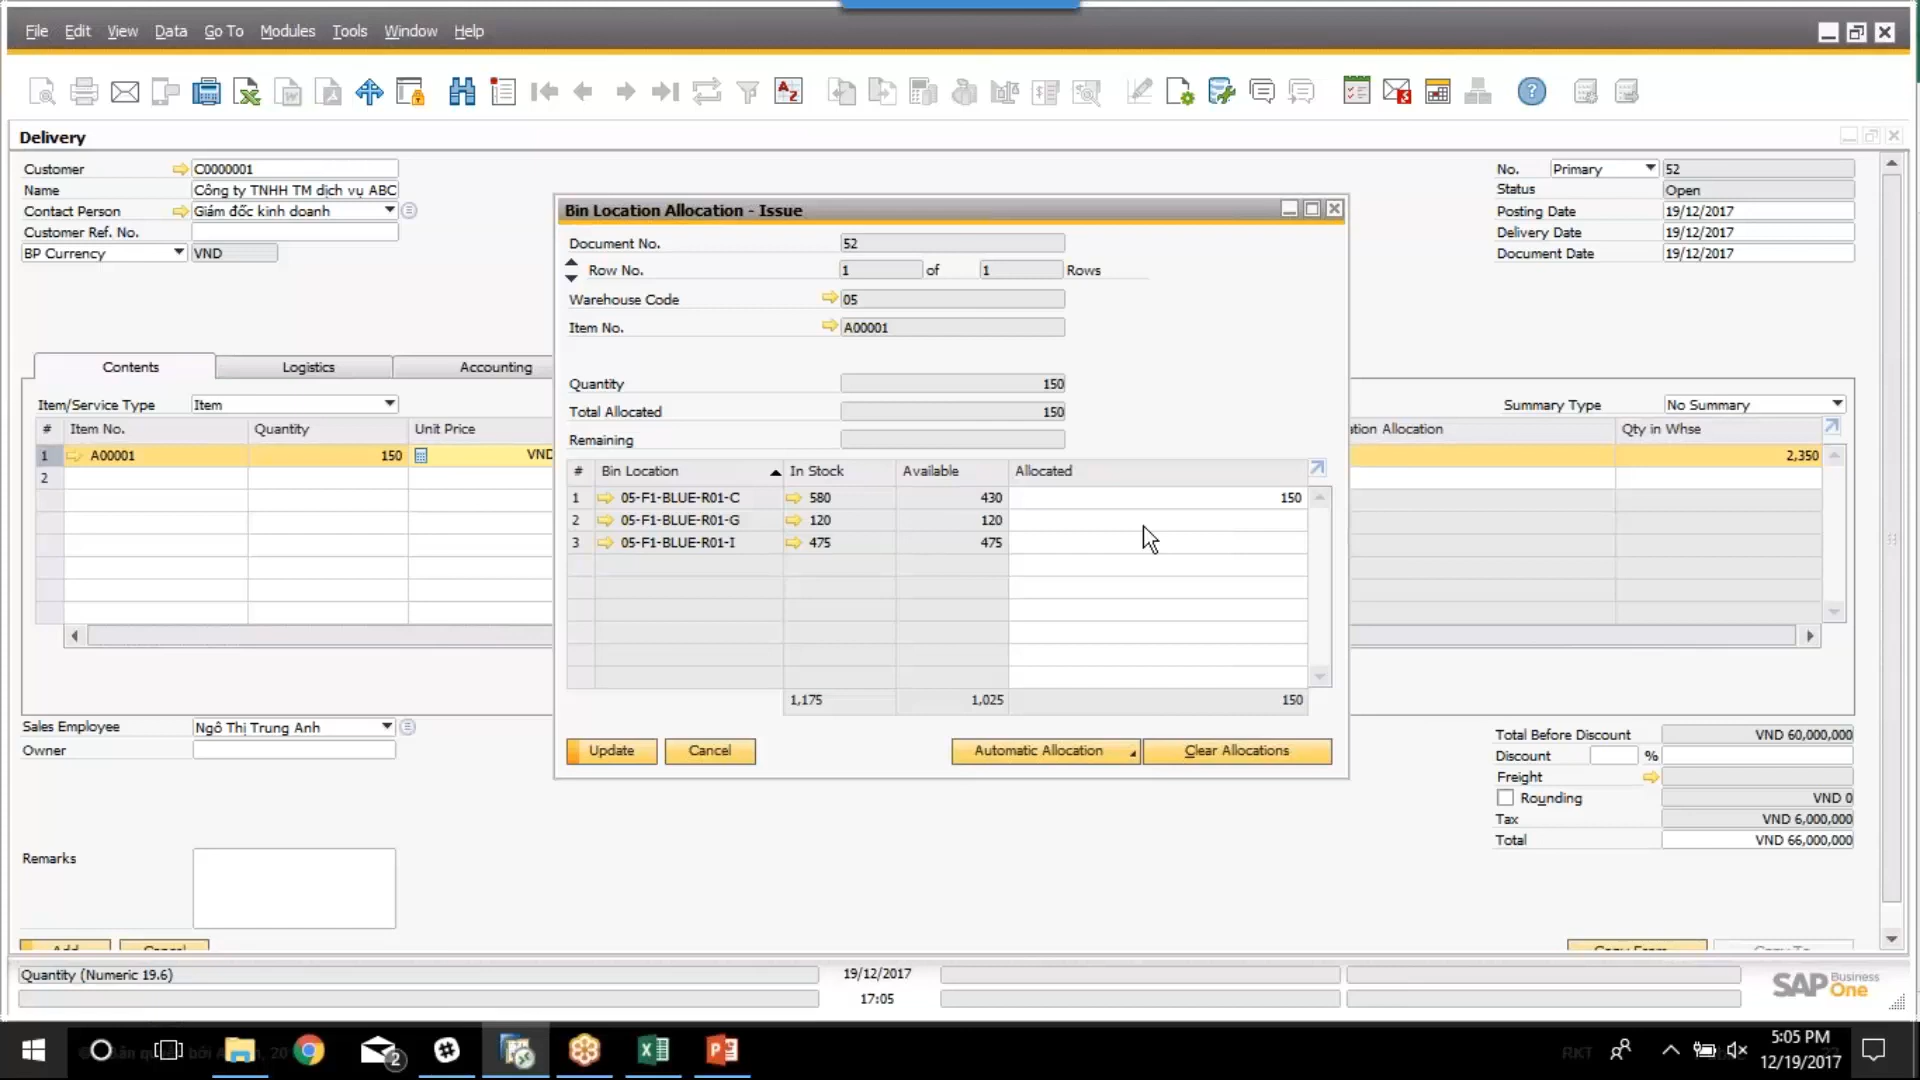 File Edit View Data Go To Modules Tools Window Help
Delivery
Customer C0000001
Name Công ty TNHH TM dịch vụ ABC
Contact Person Giám đốc kinh doanh
Customer Ref. No.
BP Currency VND
No. Primary 52
Status Open
Posting Date 19/12/2017
Delivery Date 19/12/2017
Document Date 19/12/2017
Contents Logistics Accounting
Item/Service Type Item
Summary Type No Summary
# Item No. Quantity Unit Price
Allocation Qty in Whse
1 A00001 150 VND 2,350
2
Bin Location Allocation - Issue
Document No. 52
Row No. 1 of 1 Rows
Warehouse Code 05
Item No. A00001
Quantity 150
Total Allocated 150
Remaining
# Bin Location In Stock Available Allocated
1 05-F1-BLUE-R01-C 580 430 150
2 05-F1-BLUE-R01-G 120 120
3 05-F1-BLUE-R01-I 475 475
1,175 1,025 150
Update Cancel Automatic Allocation Clear Allocations
Sales Employee Ngô Thị Trung Anh
Owner
Total Before Discount VND 60,000,000
Discount %
Freight
Rounding VND 0
Tax VND 6,000,000
Total VND 66,000,000
Remarks
Add Cancel Copy From Copy To
Quantity (Numeric 19.6) 19/12/2017
17:05
SAP Business One
5:05 PM
12/19/2017